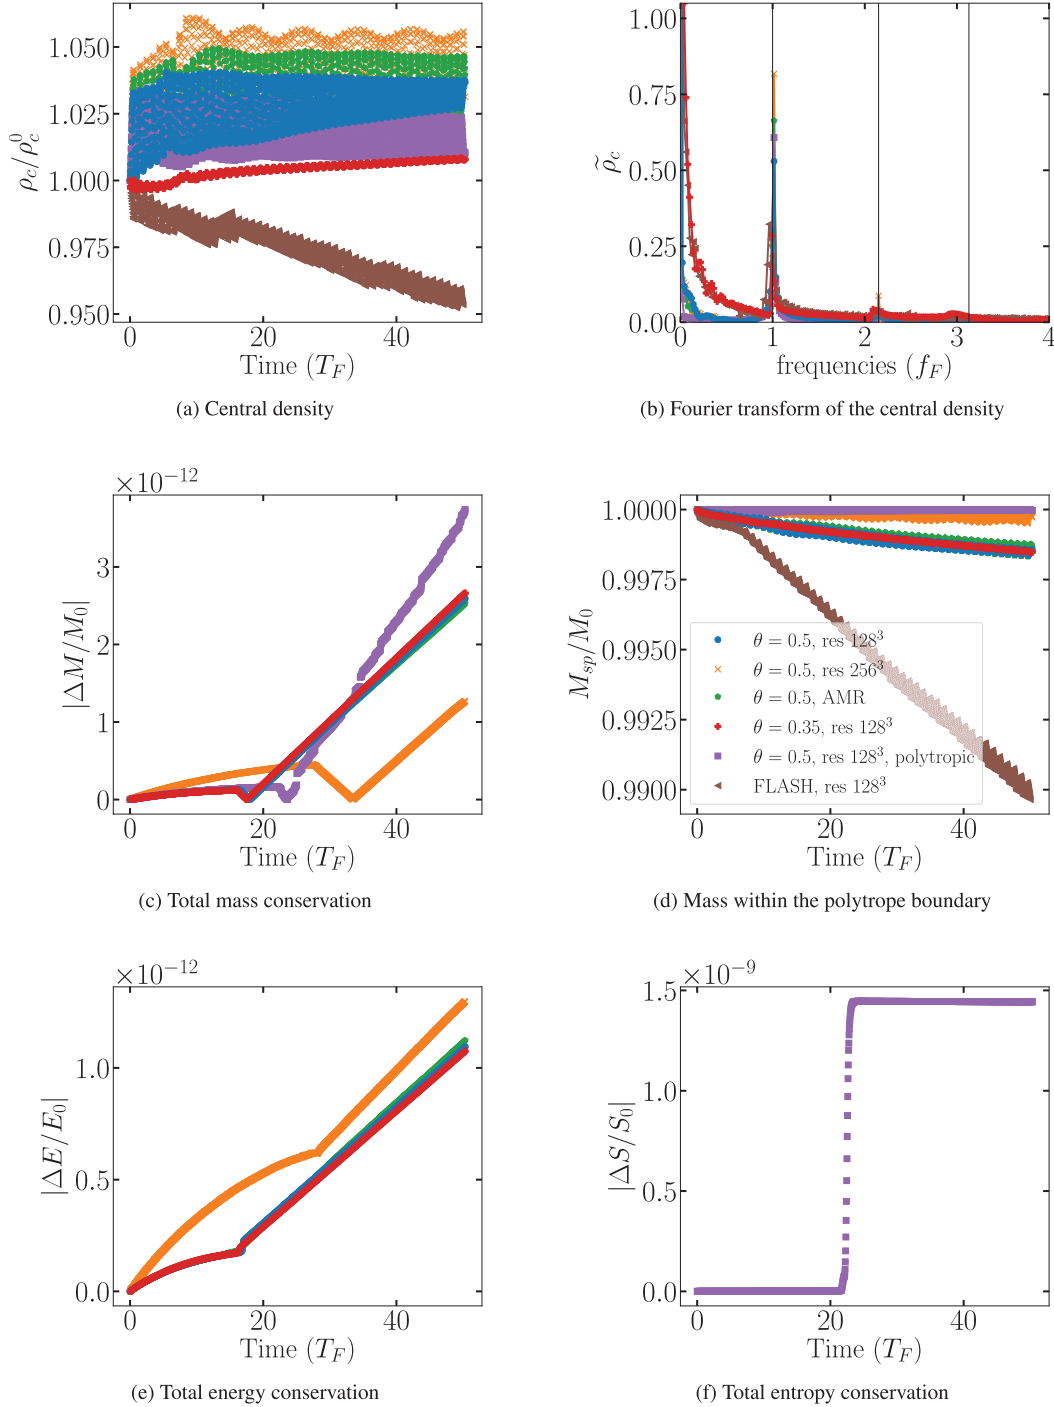 1.050
1.025
1.000
0.975
0.950
ρc/ρc0
0 20 40
Time (TF)
(a) Central density
1.00
0.75
0.50
0.25
0.00
ρ̃c
0 1 2 3 4
frequencies (fF)
(b) Fourier transform of the central density
×10−12
3
2
1
0
|ΔM/M0|
0 20 40
Time (TF)
(c) Total mass conservation
1.0000
0.9975
0.9950
0.9925
0.9900
Msp/M0
θ = 0.5, res 128³
θ = 0.5, res 256³
θ = 0.5, AMR
θ = 0.35, res 128³
θ = 0.5, res 128³, polytropic
FLASH, res 128³
0 20 40
Time (TF)
(d) Mass within the polytrope boundary
×10−12
1.0
0.5
0.0
|ΔE/E0|
0 20 40
Time (TF)
(e) Total energy conservation
×10−9
1.5
1.0
0.5
0.0
|ΔS/S0|
0 20 40
Time (TF)
(f) Total entropy conservation